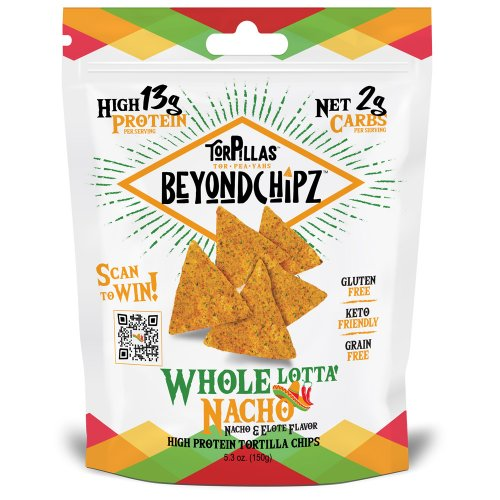 HIGH 13g
PROTEIN
PER SERVING
NET 2g
CARBS
PER SERVING
TORPILLAS
TOR·PEA·YAHS
BEYONDCHIPZ™
SCAN
TO WIN!
GLUTEN
FREE
KETO
FRIENDLY
GRAIN
FREE
WHOLE LOTTA'
NACHO
NACHO & ELOTE FLAVOR
HIGH PROTEIN TORTILLA CHIPS
5.3 oz. (150g)